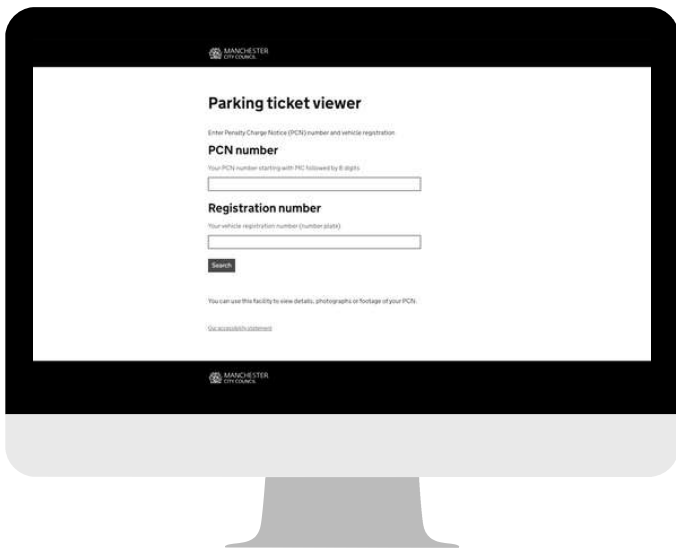 MANCHESTER
CITY COUNCIL
Parking ticket viewer
Enter Penalty Charge Notice (PCN) number and vehicle registration
PCN number
Your PCN number starting with MC followed by 8 digits
Registration number
Your vehicle registration number (number plate)
Search
You can use this facility to view details, photographs or footage of your PCN.
Our accessibility statement
MANCHESTER
CITY COUNCIL